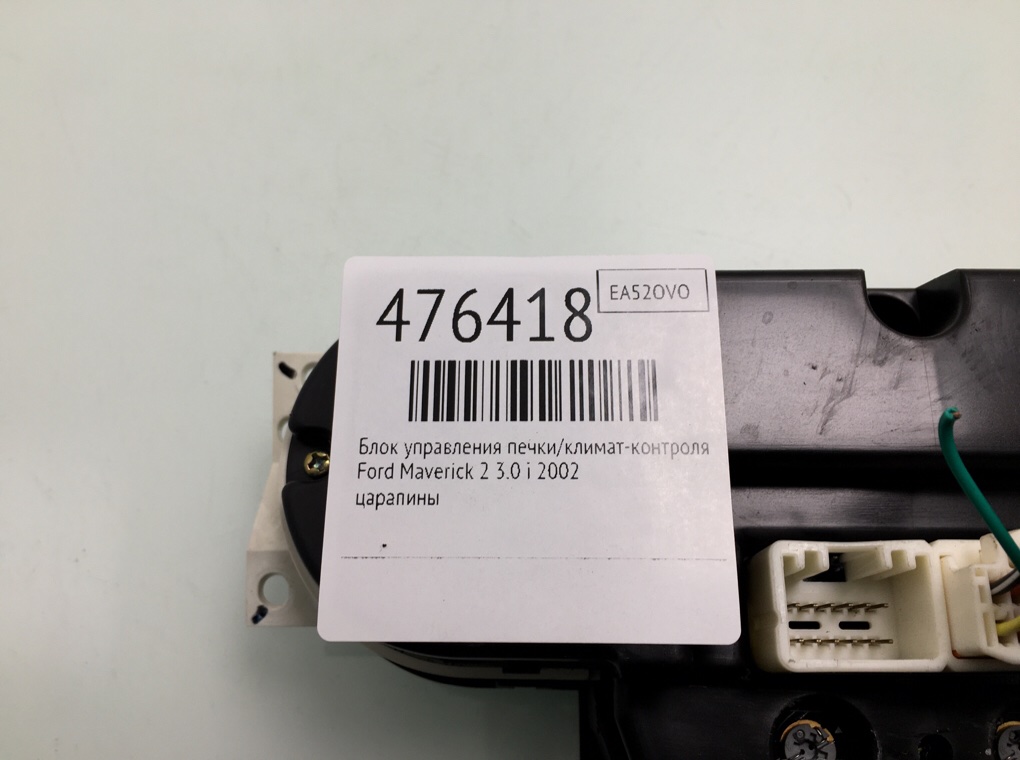 476418
EA520VO
Блок управления печки/климат-контроля
Ford Maverick 2 3.0 i 2002
царапины